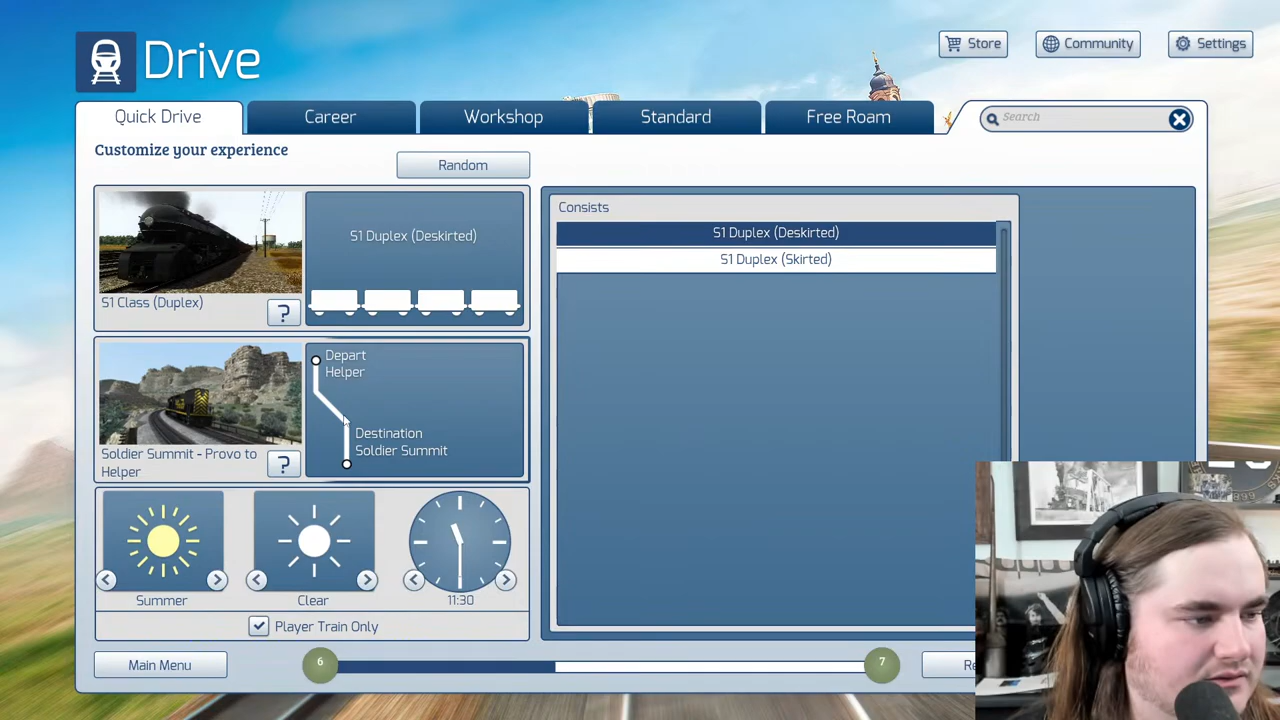 Drive
Store
Community
Settings
Quick Drive
Career
Workshop
Standard
Free Roam
Search
Customize your experience
Random
S1 Duplex (Deskirted)
S1 Class (Duplex)
?
Consists
S1 Duplex (Deskirted)
S1 Duplex (Skirted)
Depart
Helper
Destination
Soldier Summit
Soldier Summit - Provo to
Helper
?
Summer
Clear
11:30
Player Train Only
Main Menu
6
7